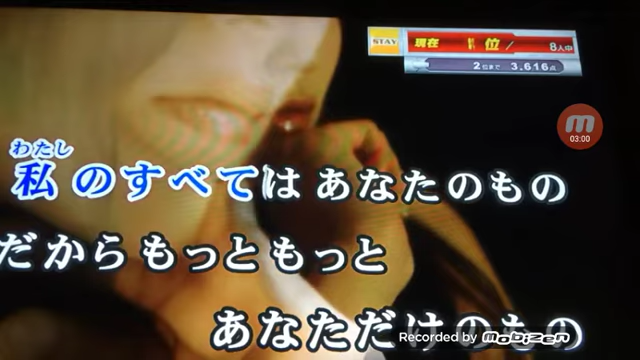 STAY
現在 位/ 8人中
2位まで 3.616点
m
03:00
わたし
私のすべてはあなたのもの
だからもっともっと
あなただけのもの
Recorded by mobizen